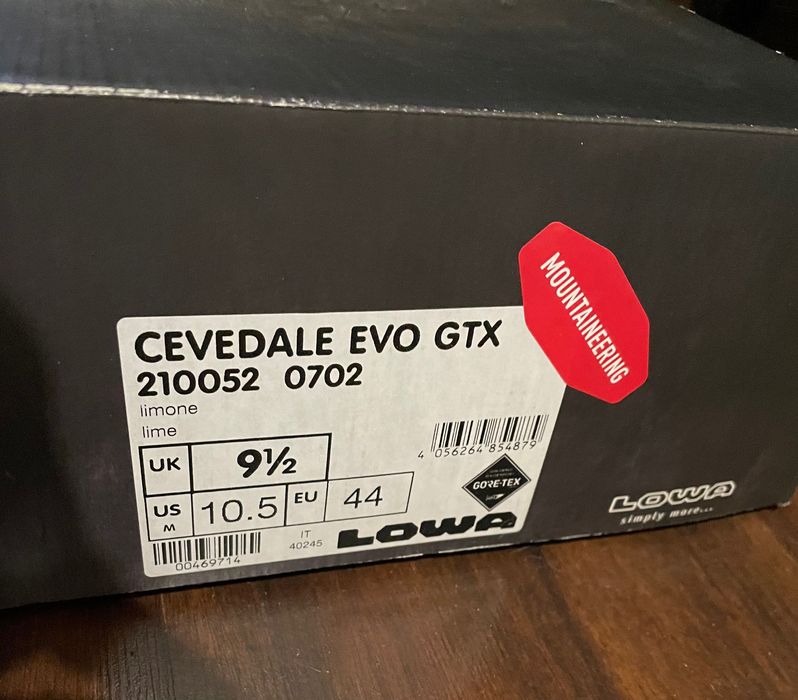 MOUNTAINEERING
CEVEDALE EVO GTX
210052 0702
limone
lime
UK 9½
4 056264 854879
US M 10.5 EU 44
GORE-TEX
IT
40245
LOWA
00469714
LOWA
simply more...